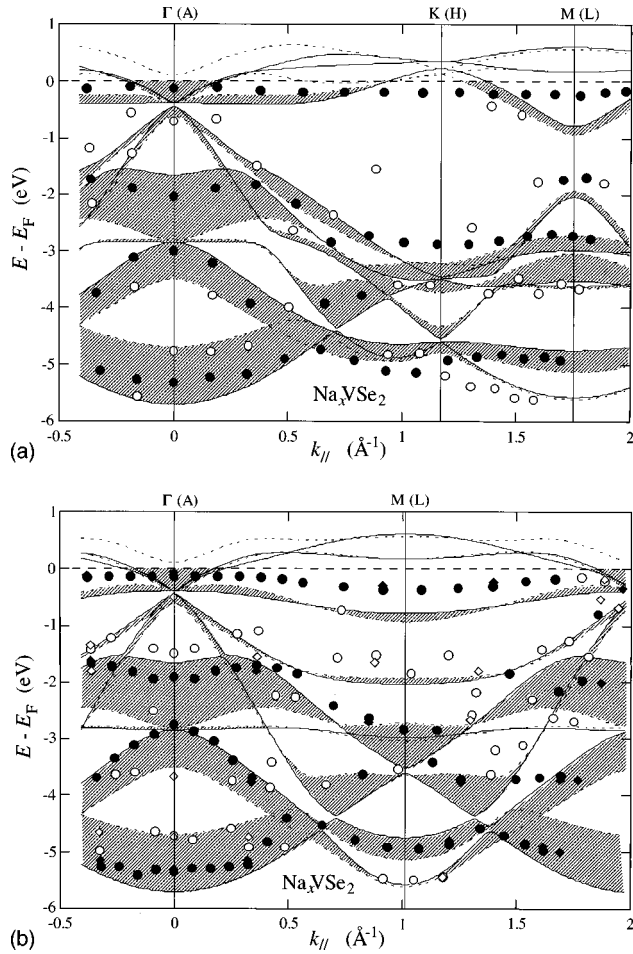 Γ (A) K (H) M (L)
1
0
-1
-2
-3
-4
-5
-6
E - E_F (eV)
Na_xVSe_2
-0.5 0 0.5 1 1.5 2
k_// (Å⁻¹)
(a)
Γ (A) M (L)
1
0
-1
-2
-3
-4
-5
-6
E - E_F (eV)
Na_xVSe_2
-0.5 0 0.5 1 1.5 2
k_// (Å⁻¹)
(b)